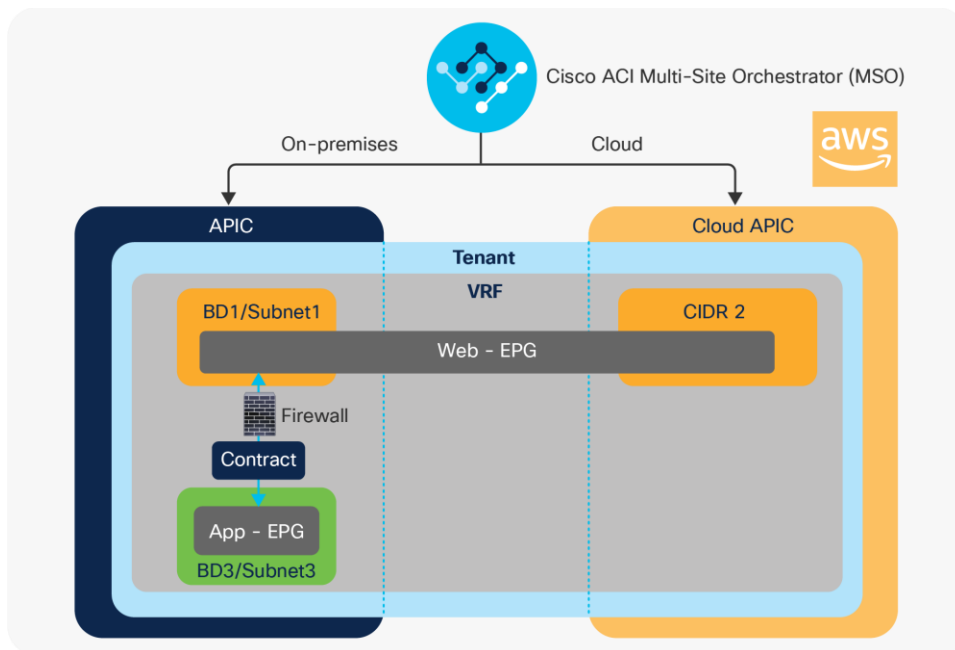 Cisco ACI Multi-Site Orchestrator (MSO)
On-premises
Cloud
aws
APIC
Cloud APIC
Tenant
VRF
BD1/Subnet1
CIDR 2
Web - EPG
Firewall
Contract
App - EPG
BD3/Subnet3